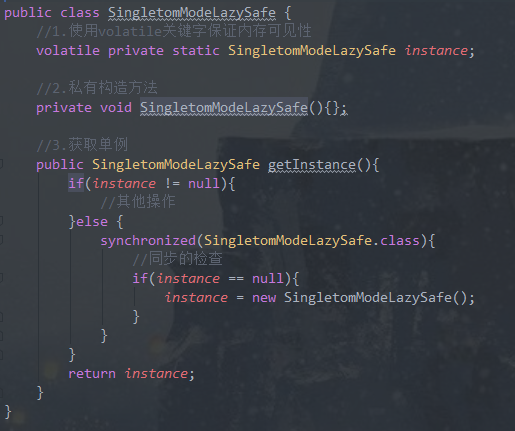 public class SingletomModeLazySafe {
//1.使用volatile关键字保证内存可见性
volatile private static SingletomModeLazySafe instance;
//2.私有构造方法
private void SingletomModeLazySafe(){};
//3.获取单例
public SingletomModeLazySafe getInstance(){
if(instance != null){
//其他操作
}else {
synchronized(SingletomModeLazySafe.class){
//同步的检查
if(instance == null){
instance = new SingletomModeLazySafe();
}
}
}
return instance;
}
}